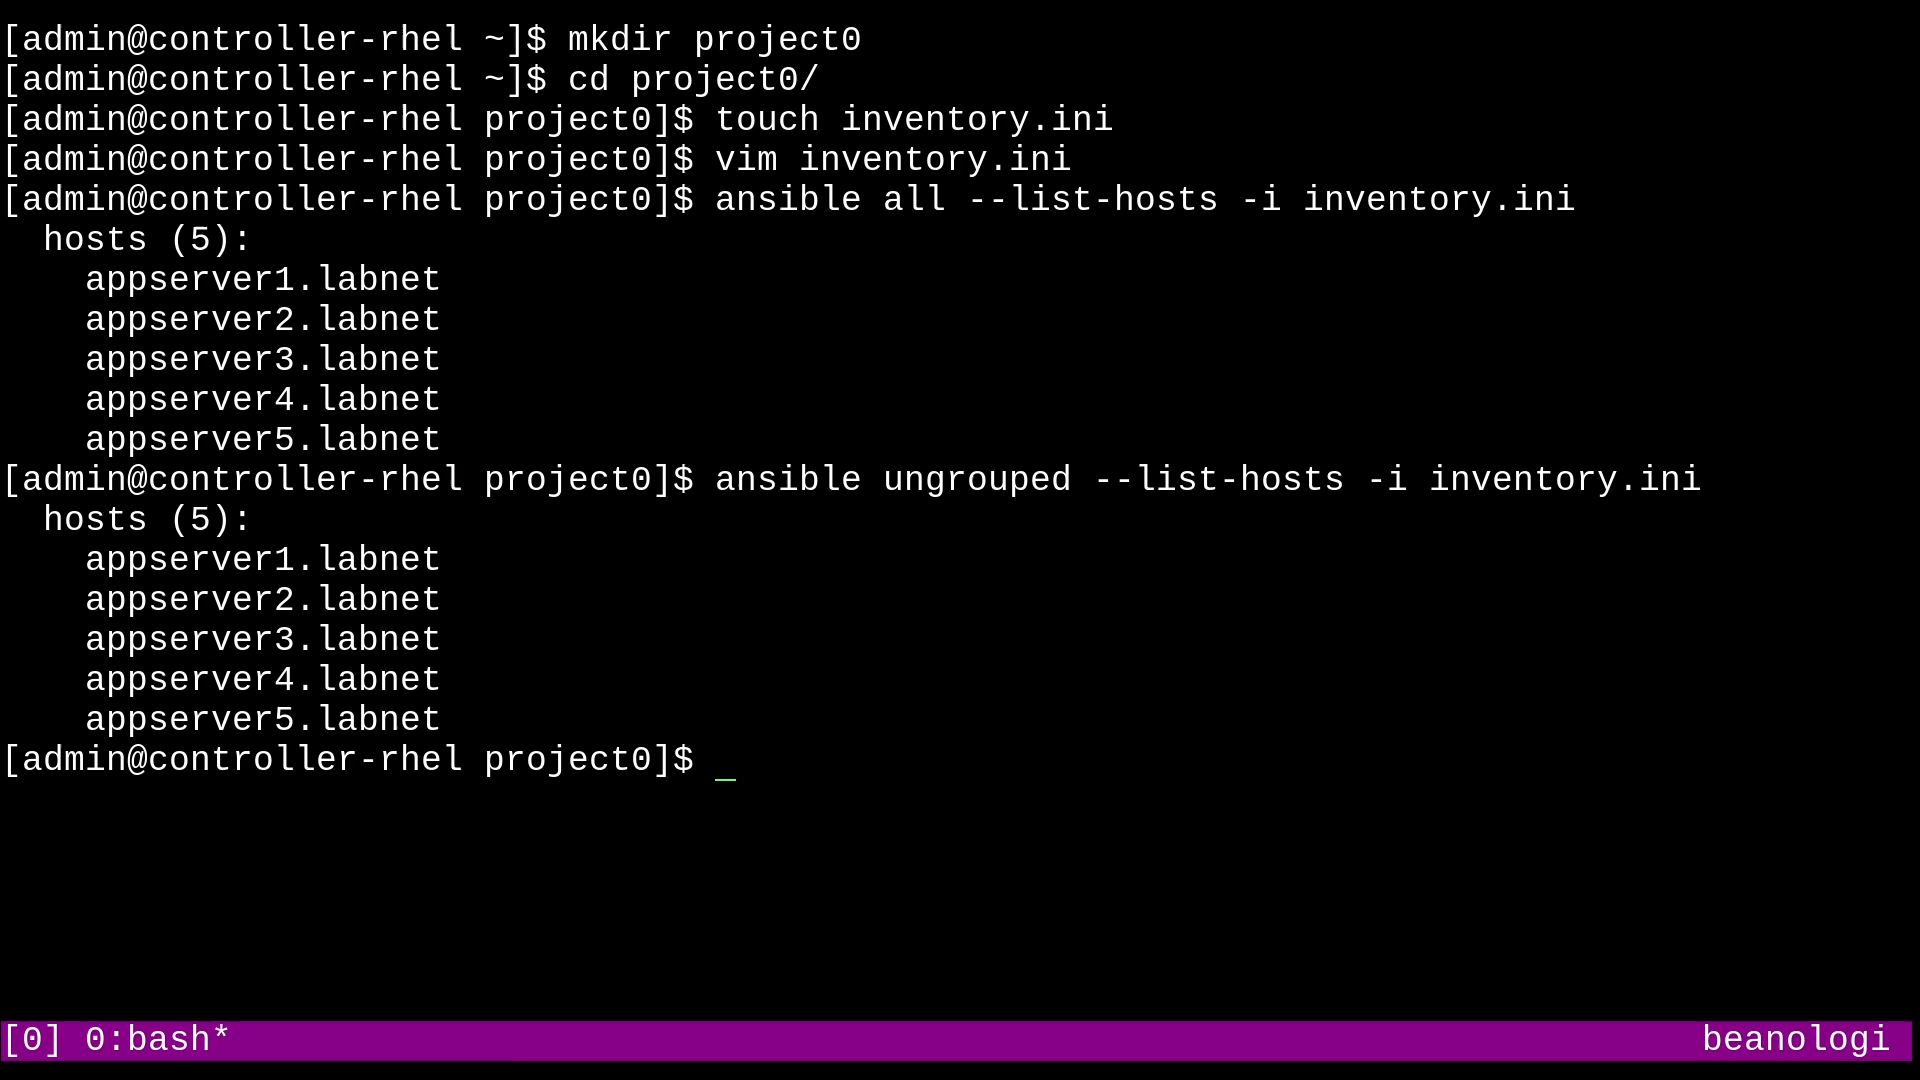 [admin@controller-rhel ~]$ mkdir project0
[admin@controller-rhel ~]$ cd project0/
[admin@controller-rhel project0]$ touch inventory.ini
[admin@controller-rhel project0]$ vim inventory.ini
[admin@controller-rhel project0]$ ansible all --list-hosts -i inventory.ini
  hosts (5):
    appserver1.labnet
    appserver2.labnet
    appserver3.labnet
    appserver4.labnet
    appserver5.labnet
[admin@controller-rhel project0]$ ansible ungrouped --list-hosts -i inventory.ini
  hosts (5):
    appserver1.labnet
    appserver2.labnet
    appserver3.labnet
    appserver4.labnet
    appserver5.labnet
[admin@controller-rhel project0]$ _
[0] 0:bash* beanologi